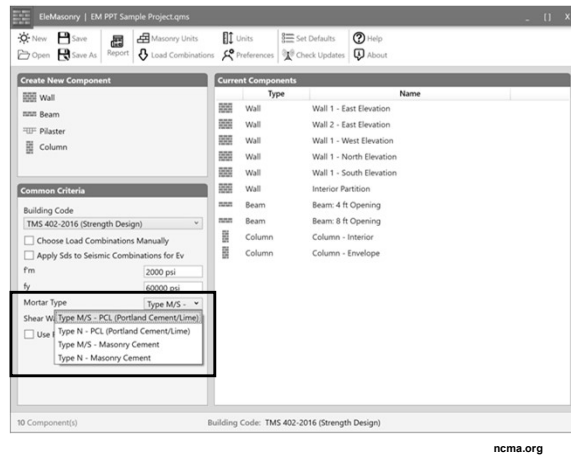 EleMasonry | EM PPT Sample Project.qms
New Save Report Masonry Units Units Set Defaults Help
Open Save As Load Combinations Preferences Check Updates About
Create New Component
Wall
Beam
Pilaster
Column
Common Criteria
Building Code
TMS 402-2016 (Strength Design)
Choose Load Combinations Manually
Apply Sds to Seismic Combinations for Ev
f'm 2000 psi
fy 60000 psi
Mortar Type Type M/S -
Shear W
Use
Type M/S - PCL (Portland Cement/Lime)
Type N - PCL (Portland Cement/Lime)
Type M/S - Masonry Cement
Type N - Masonry Cement
Current Components
Type Name
Wall Wall 1 - East Elevation
Wall Wall 2 - East Elevation
Wall Wall 1 - West Elevation
Wall Wall 1 - North Elevation
Wall Wall 1 - South Elevation
Wall Interior Partition
Beam Beam: 4 ft Opening
Beam Beam: 8 ft Opening
Column Column - Interior
Column Column - Envelope
10 Component(s) Building Code: TMS 402-2016 (Strength Design)
ncma.org